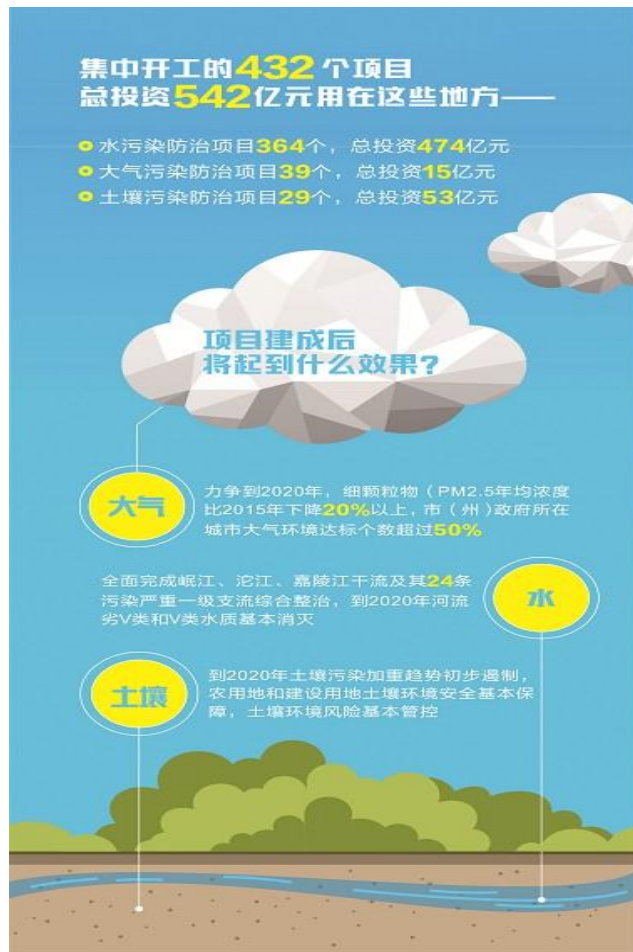 集中开工的432个项目
总投资542亿元用在这些地方——
水污染防治项目364个，总投资474亿元
大气污染防治项目39个，总投资15亿元
土壤污染防治项目29个，总投资53亿元
项目建成后
将起到什么效果？
大气
力争到2020年，细颗粒物（PM2.5年均浓度
比2015年下降20%以上，市（州）政府所在
城市大气环境达标个数超过50%
全面完成岷江、沱江、嘉陵江干流及其24条
污染严重一级支流综合整治，到2020年河流
劣V类和V类水质基本消灭
水
土壤
到2020年土壤污染加重趋势初步遏制，
农用地和建设用地土壤环境安全基本保
障，土壤环境风险基本管控